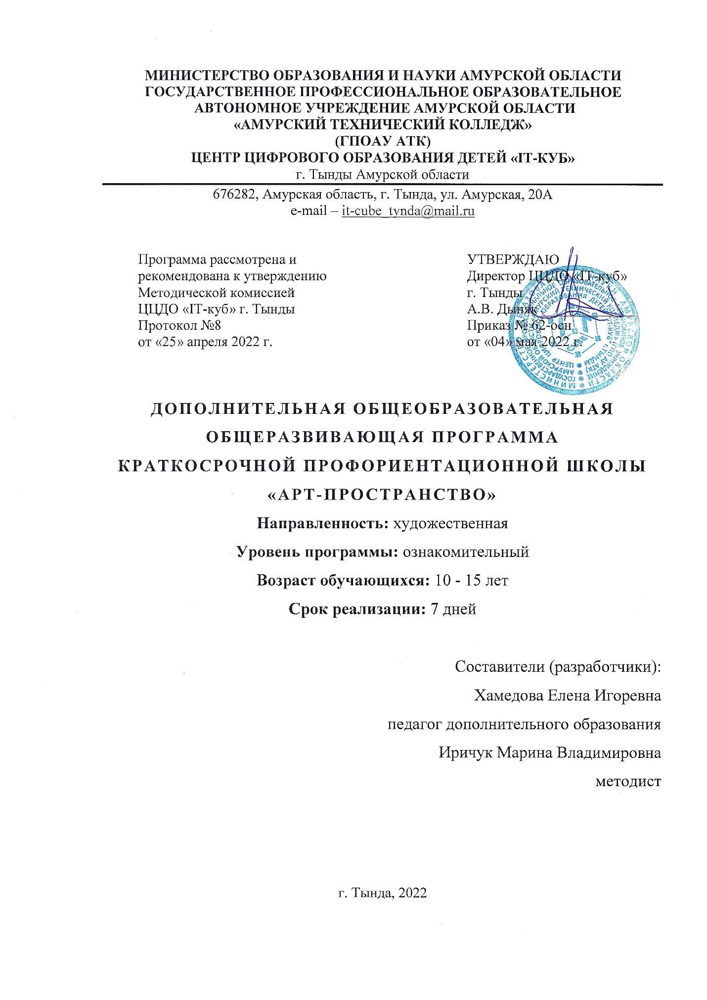 МИНИСТЕРСТВО ОБРАЗОВАНИЯ И НАУКИ АМУРСКОЙ ОБЛАСТИ
ГОСУДАРСТВЕННОЕ ПРОФЕССИОНАЛЬНОЕ ОБРАЗОВАТЕЛЬНОЕ
АВТОНОМНОЕ УЧРЕЖДЕНИЕ АМУРСКОЙ ОБЛАСТИ
«АМУРСКИЙ ТЕХНИЧЕСКИЙ КОЛЛЕДЖ»
(ГПОАУ АТК)
ЦЕНТР ЦИФРОВОГО ОБРАЗОВАНИЯ ДЕТЕЙ «IT-КУБ»
г. Тынды Амурской области
676282, Амурская область, г. Тында, ул. Амурская, 20А
e-mail – it-cube_tynda@mail.ru
Программа рассмотрена и
рекомендована к утверждению
Методической комиссией
ЦЦДО «IT-куб» г. Тынды
Протокол №8
от «25» апреля 2022 г.
УТВЕРЖДАЮ
Директор ЦЦДО «IT-куб»
г. Тынды
А.В. Дыняк
Приказ № 62-осн
от «04» мая 2022 г.
ДОПОЛНИТЕЛЬНАЯ ОБЩЕОБРАЗОВАТЕЛЬНАЯ
ОБЩЕРАЗВИВАЮЩАЯ ПРОГРАММА
КРАТКОСРОЧНОЙ ПРОФОРИЕНТАЦИОННОЙ ШКОЛЫ
«АРТ-ПРОСТРАНСТВО»
Направленность: художественная
Уровень программы: ознакомительный
Возраст обучающихся: 10 - 15 лет
Срок реализации: 7 дней
Составители (разработчики):
Хамедова Елена Игоревна
педагог дополнительного образования
Иричук Марина Владимировна
методист
г. Тында, 2022